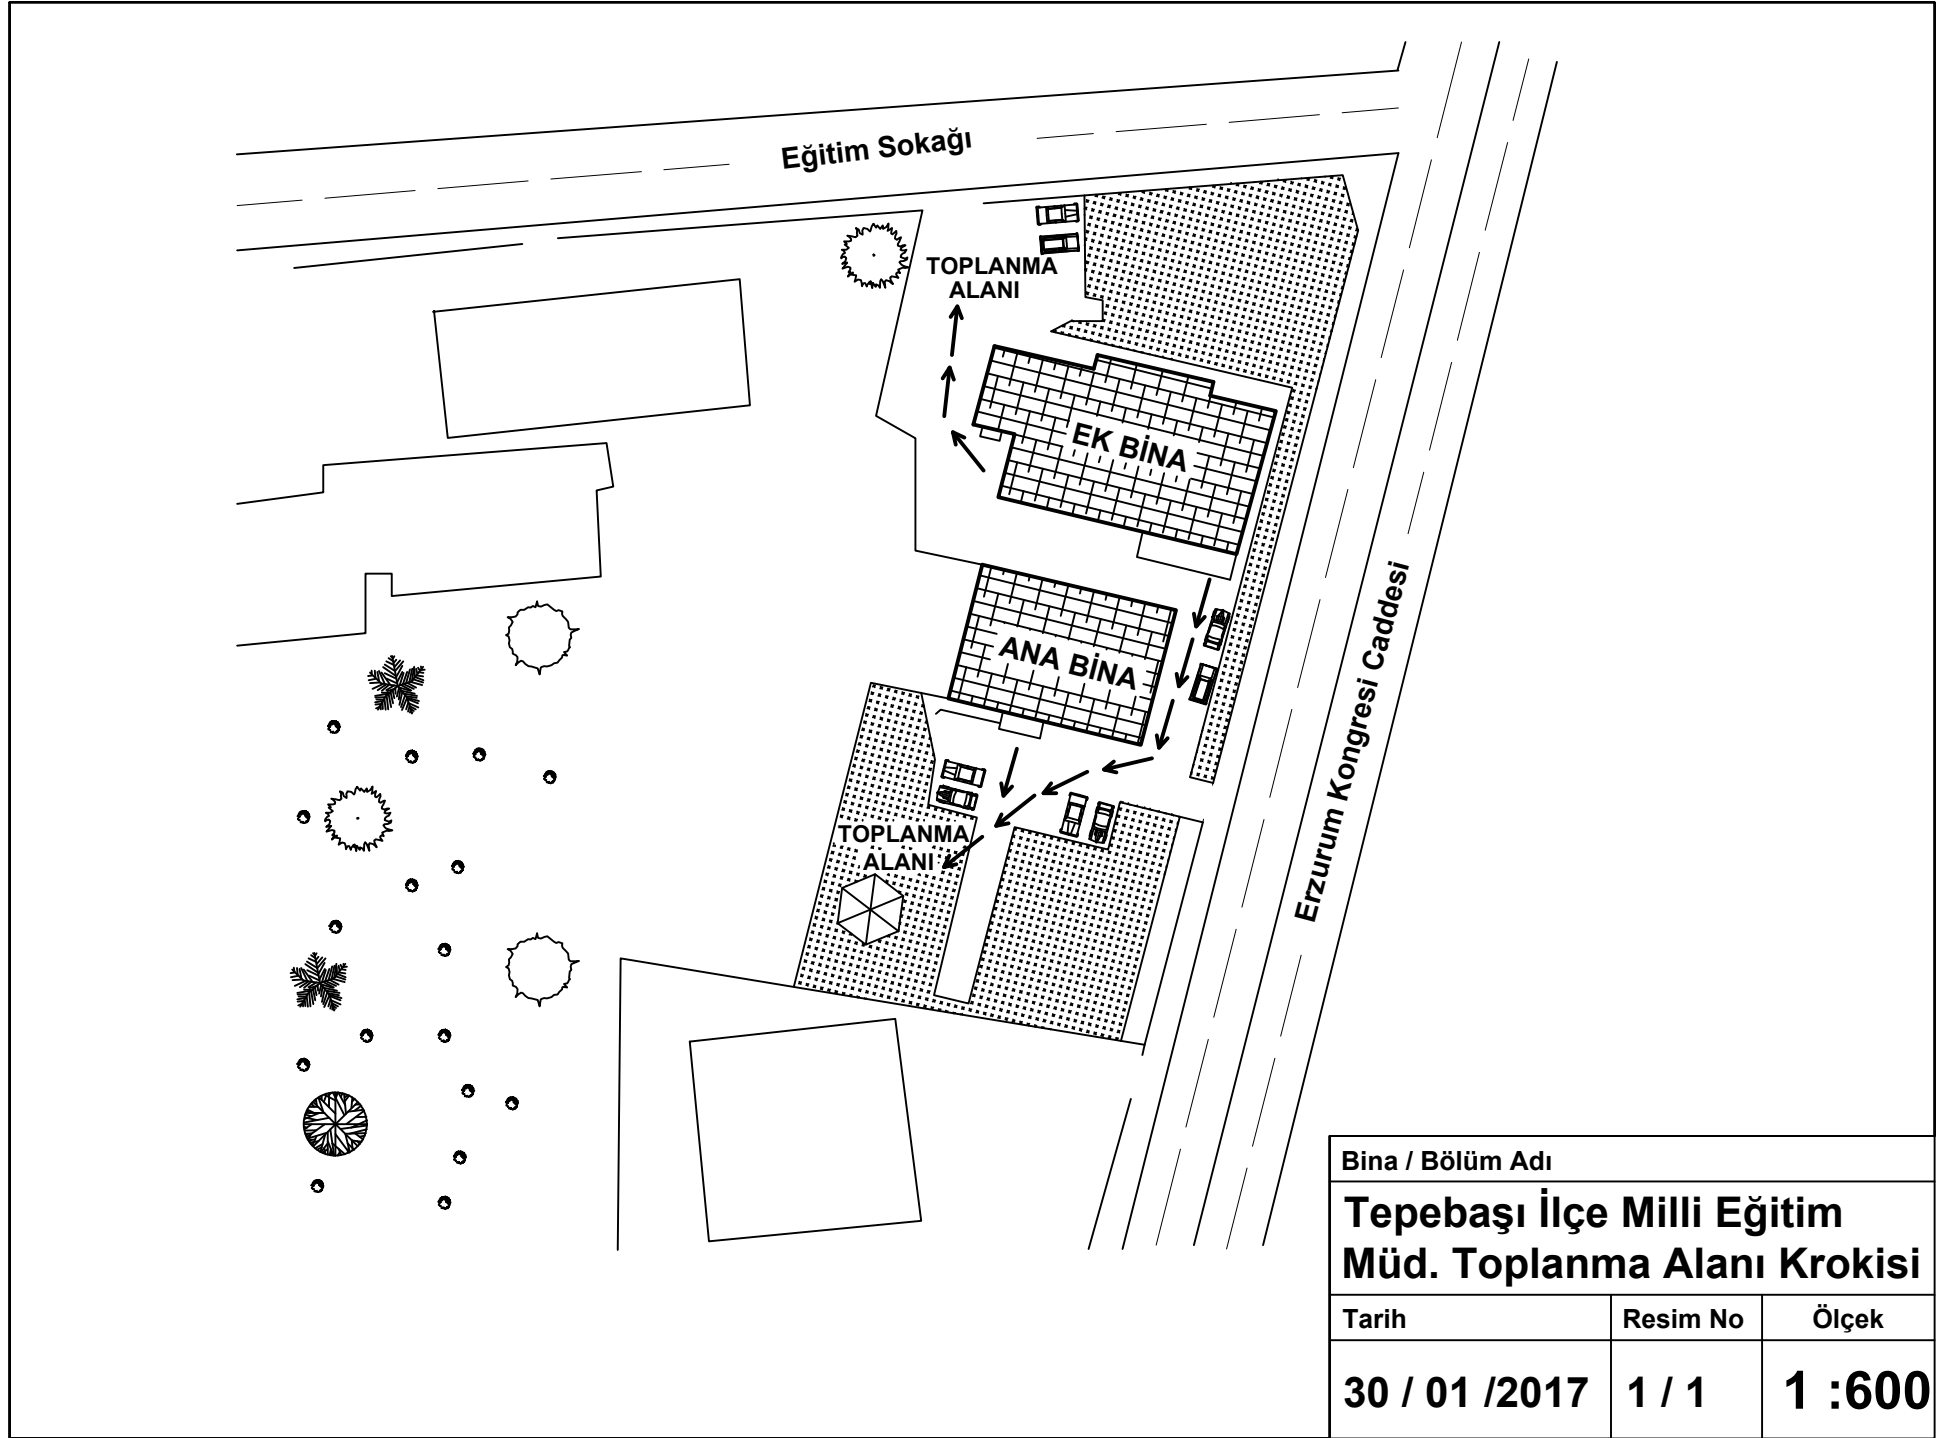 Eğitim Sokağı
TOPLANMA
ALANI
EK BİNA
ANA BİNA
Erzurum Kongresi Caddesi
TOPLANMA
ALANI
Bina / Bölüm Adı
Tepebaşı İlçe Milli Eğitim
Müd. Toplanma Alanı Krokisi
Tarih Resim No Ölçek
30 / 01 /2017 1 / 1 1 :600